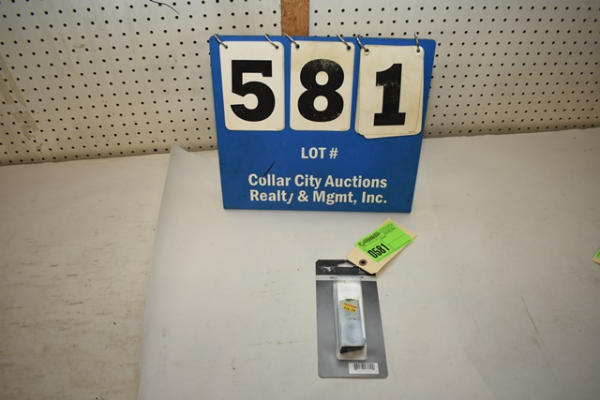 581
LOT #
Collar City Auctions
Realty & Mgmt, Inc.
0581